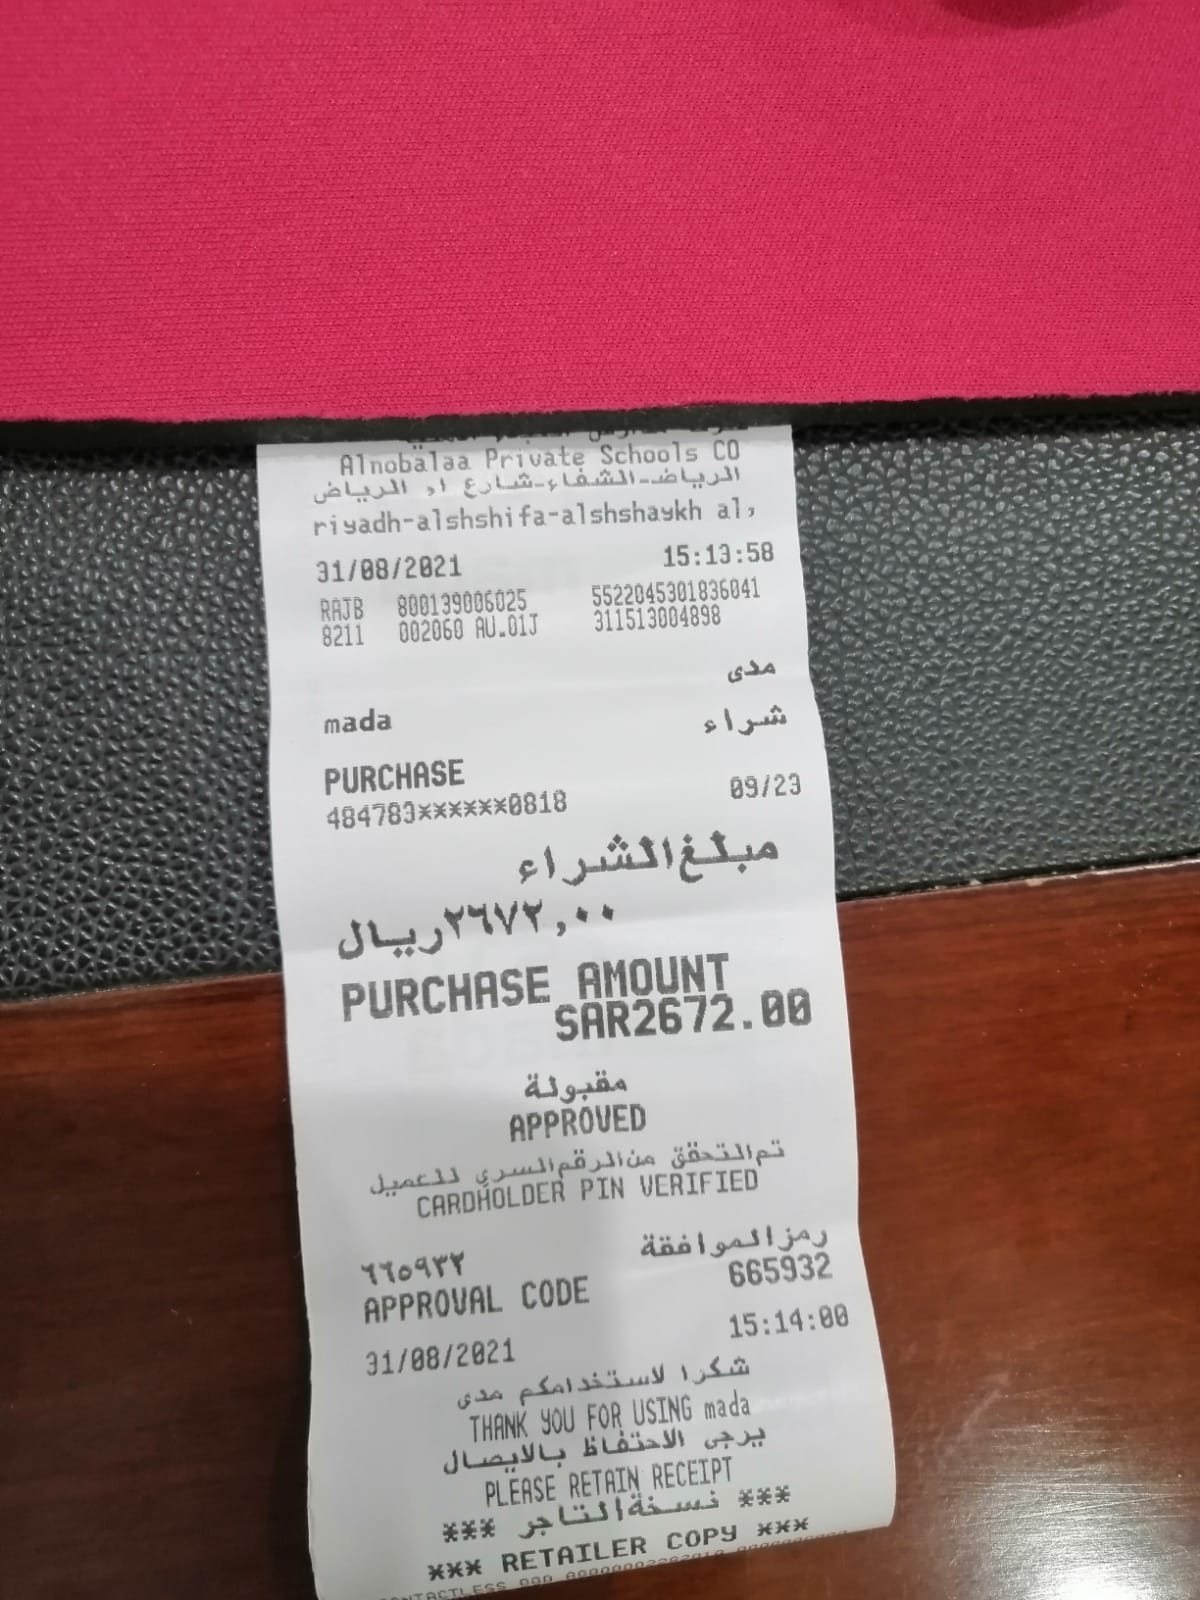 Alnobalaa Private Schools CO
الرياض-الشفاء-شارع ا, الرياض
riyadh-alshshifa-alshshaykh al,
31/08/2021 15:13:58
RAJB 800139006025 5522045301836041
8211 002060 AU.01J 311513004898
مدى
mada
شراء
PURCHASE
484783******0818 09/23
مبلغ الشراء
٢٦٧٢,٠٠ ريال
PURCHASE AMOUNT
SAR2672.00
مقبولة
APPROVED
تم التحقق من الرقم السري للعميل
CARDHOLDER PIN VERIFIED
رمز الموافقة ٦٦٥٩٣٢
APPROVAL CODE 665932
31/08/2021 15:14:00
شكرا لاستخدامكم مدى
THANK YOU FOR USING mada
يرجى الاحتفاظ بالايصال
PLEASE RETAIN RECEIPT
*** نسخة التاجر ***
*** RETAILER COPY ***